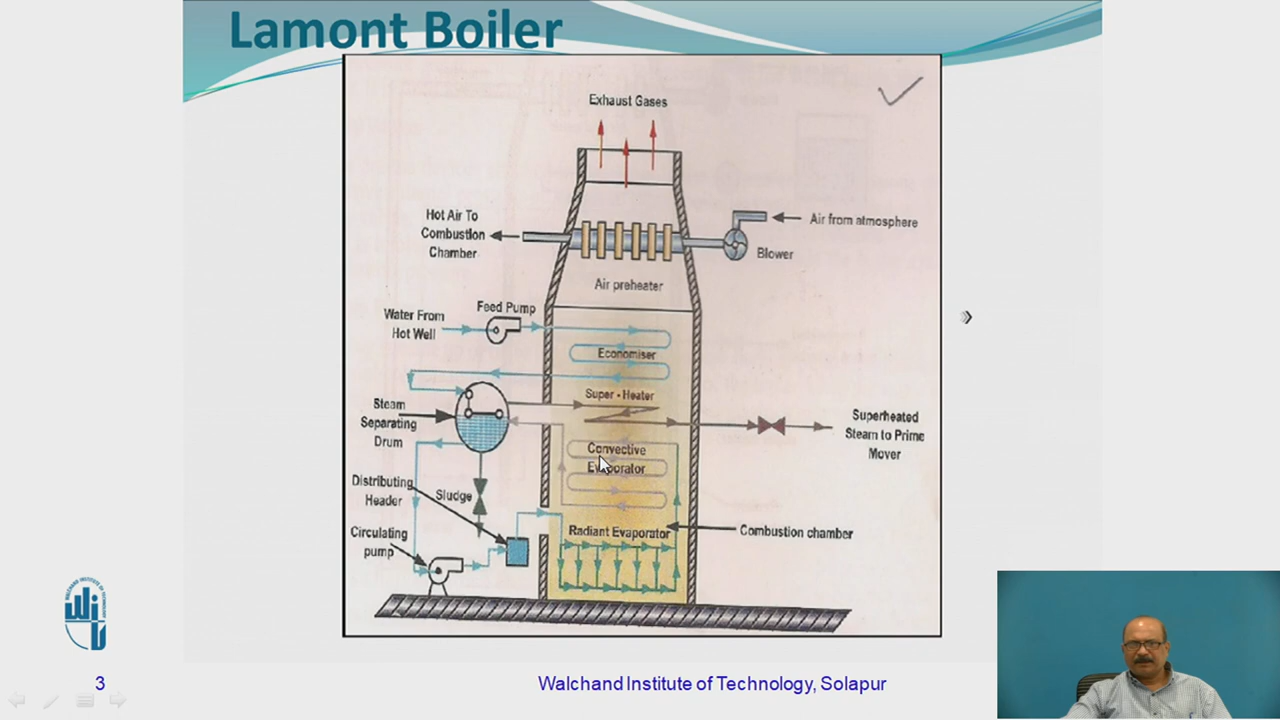 Lamont Boiler
Exhaust Gases
Hot Air To
Combustion
Chamber
Air from atmosphere
Blower
Air preheater
Feed Pump
Water From
Hot Well
Economiser
Super - Heater
Steam
Separating
Drum
Superheated
Steam to Prime
Mover
Convective
Evaporator
Distributing
Header
Sludge
Circulating
pump
Radiant Evaporator
Combustion chamber
3
Walchand Institute of Technology, Solapur